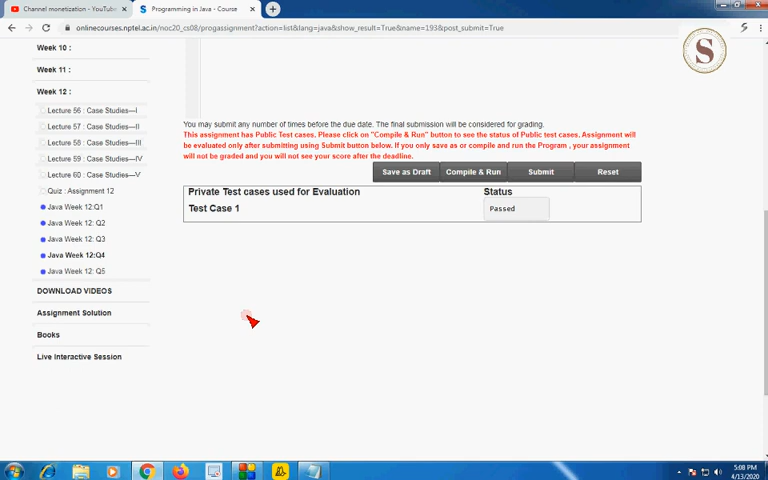 Channel monetization - YouTube
Programming in Java - Course
onlinecourses.nptel.ac.in/noc20_cs08/progassignment?action=list&lang=java&show_result=True&name=193&post_submit=True
S
Week 10 :
Week 11 :
Week 12 :
Lecture 56 : Case Studies—I
Lecture 57 : Case Studies—II
Lecture 58 : Case Studies—III
Lecture 59 : Case Studies—IV
Lecture 60 : Case Studies—V
Quiz : Assignment 12
Java Week 12:Q1
Java Week 12: Q2
Java Week 12: Q3
Java Week 12:Q4
Java Week 12: Q5
DOWNLOAD VIDEOS
Assignment Solution
Books
Live Interactive Session
You may submit any number of times before the due date. The final submission will be considered for grading.
This assignment has Public Test cases. Please click on "Compile & Run" button to see the status of Public test cases. Assignment will
be evaluated only after submitting using Submit button below. If you only save as or compile and run the Program , your assignment
will not be graded and you will not see your score after the deadline.
Save as Draft Compile & Run Submit Reset
Private Test cases used for Evaluation Status
Test Case 1 Passed
5:08 PM
4/13/2020